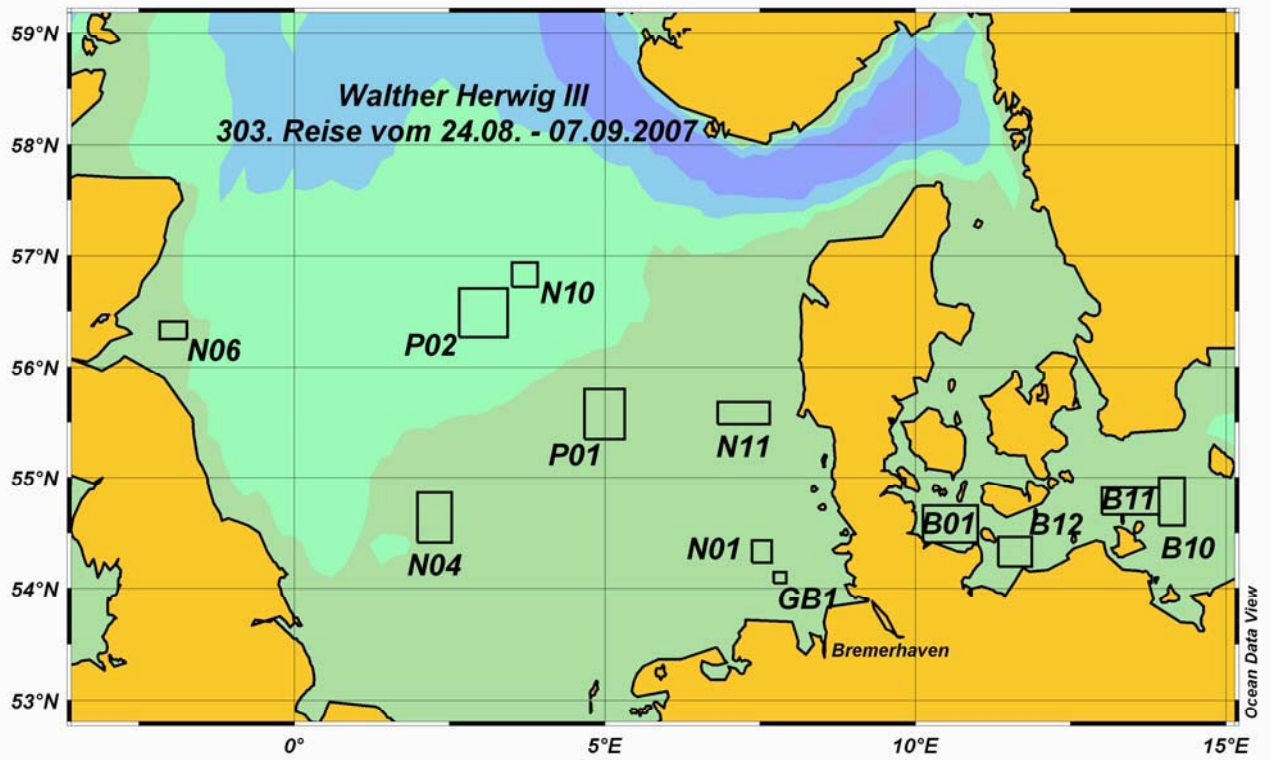 59°N
Walther Herwig III
303. Reise vom 24.08. - 07.09.2007
58°N
57°N
N10
P02
N06
56°N
P01
N11
55°N
B11
B01
B12
N04
N01
B10
54°N
GB1
Bremerhaven
53°N
0°
5°E
10°E
15°E
Ocean Data View